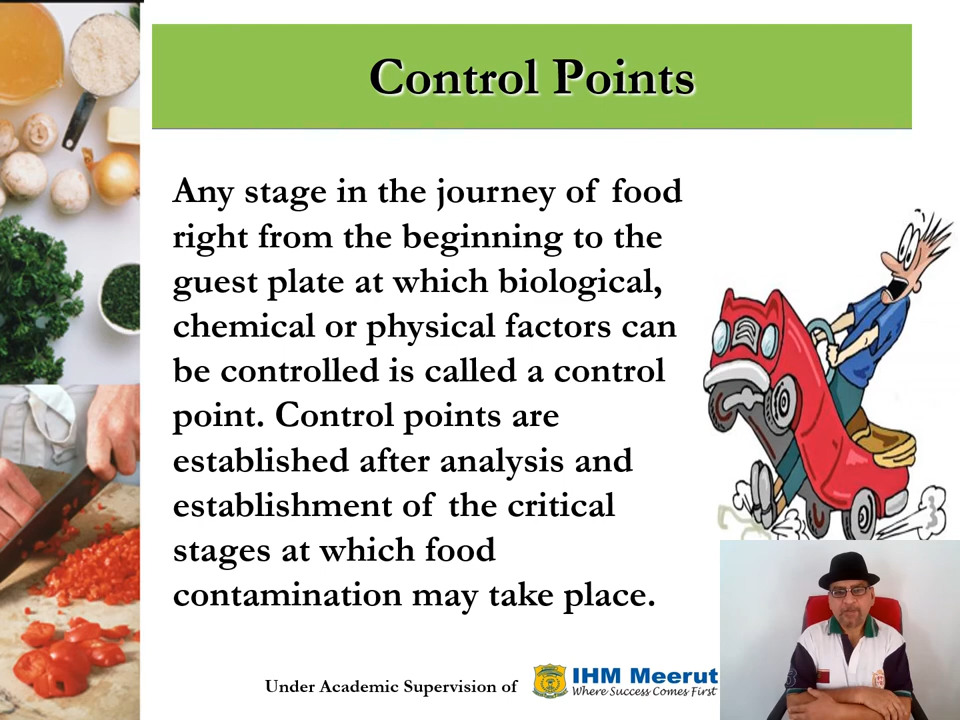 Control Points
Any stage in the journey of food
right from the beginning to the
guest plate at which biological,
chemical or physical factors can
be controlled is called a control
point. Control points are
established after analysis and
establishment of the critical
stages at which food
contamination may take place.
Under Academic Supervision of
IHM Meerut
Where Success Comes First